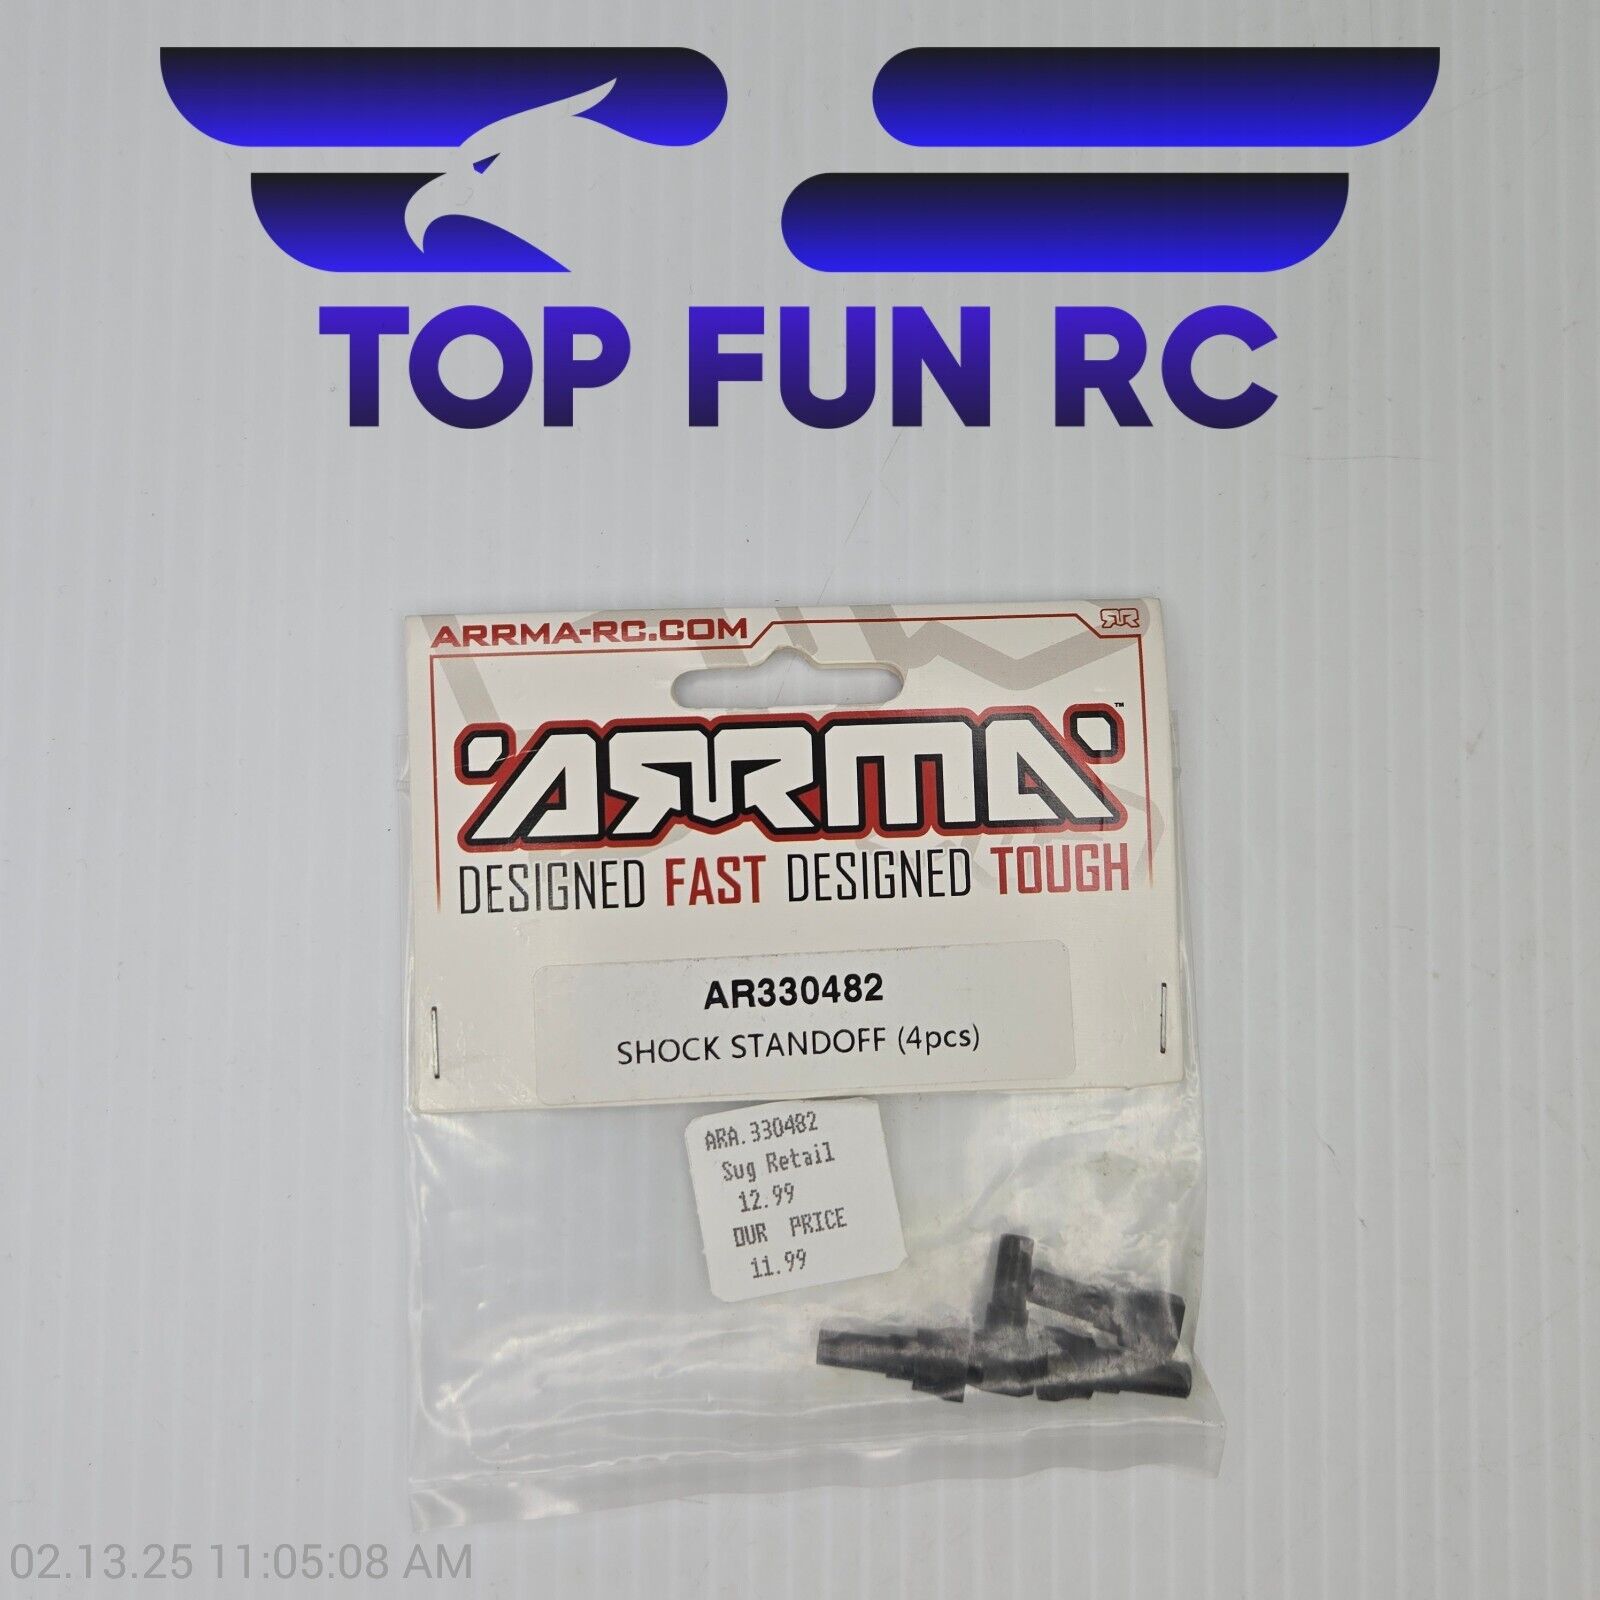 TOP FUN RC
ARRMA-RC.COM
ARRMA™
DESIGNED FAST DESIGNED TOUGH
AR330482
SHOCK STANDOFF (4pcs)
ARA.330482
Sug Retail
12.99
OUR PRICE
11.99
02.13.25 11:05:08 AM